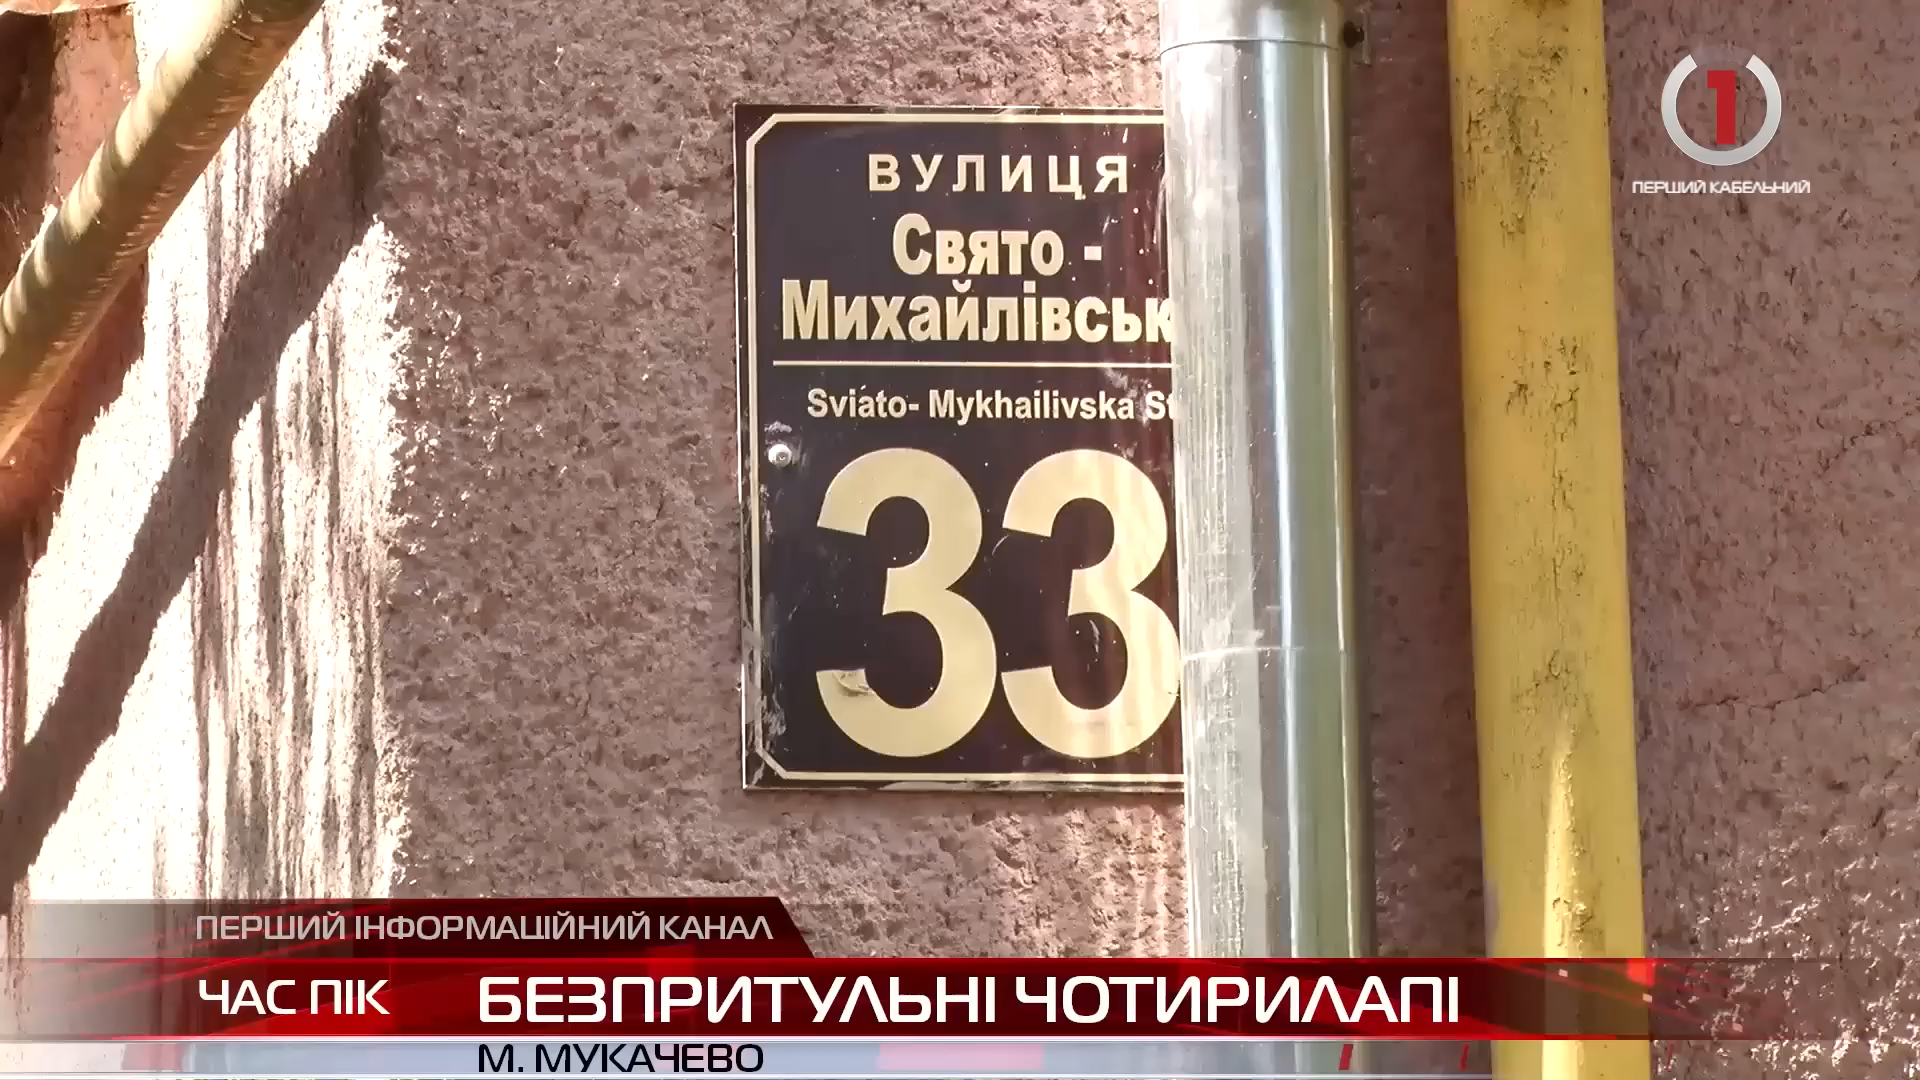 ВУЛИЦЯ
Свято -
Михайлівськ
Sviato- Mykhailivska St
33
1
ПЕРШИЙ КАБЕЛЬНИЙ
ПЕРШИЙ ІНФОРМАЦІЙНИЙ КАНАЛ
ЧАС ПІК
БЕЗПРИТУЛЬНІ ЧОТИРИЛАПІ
М. МУКАЧЕВО